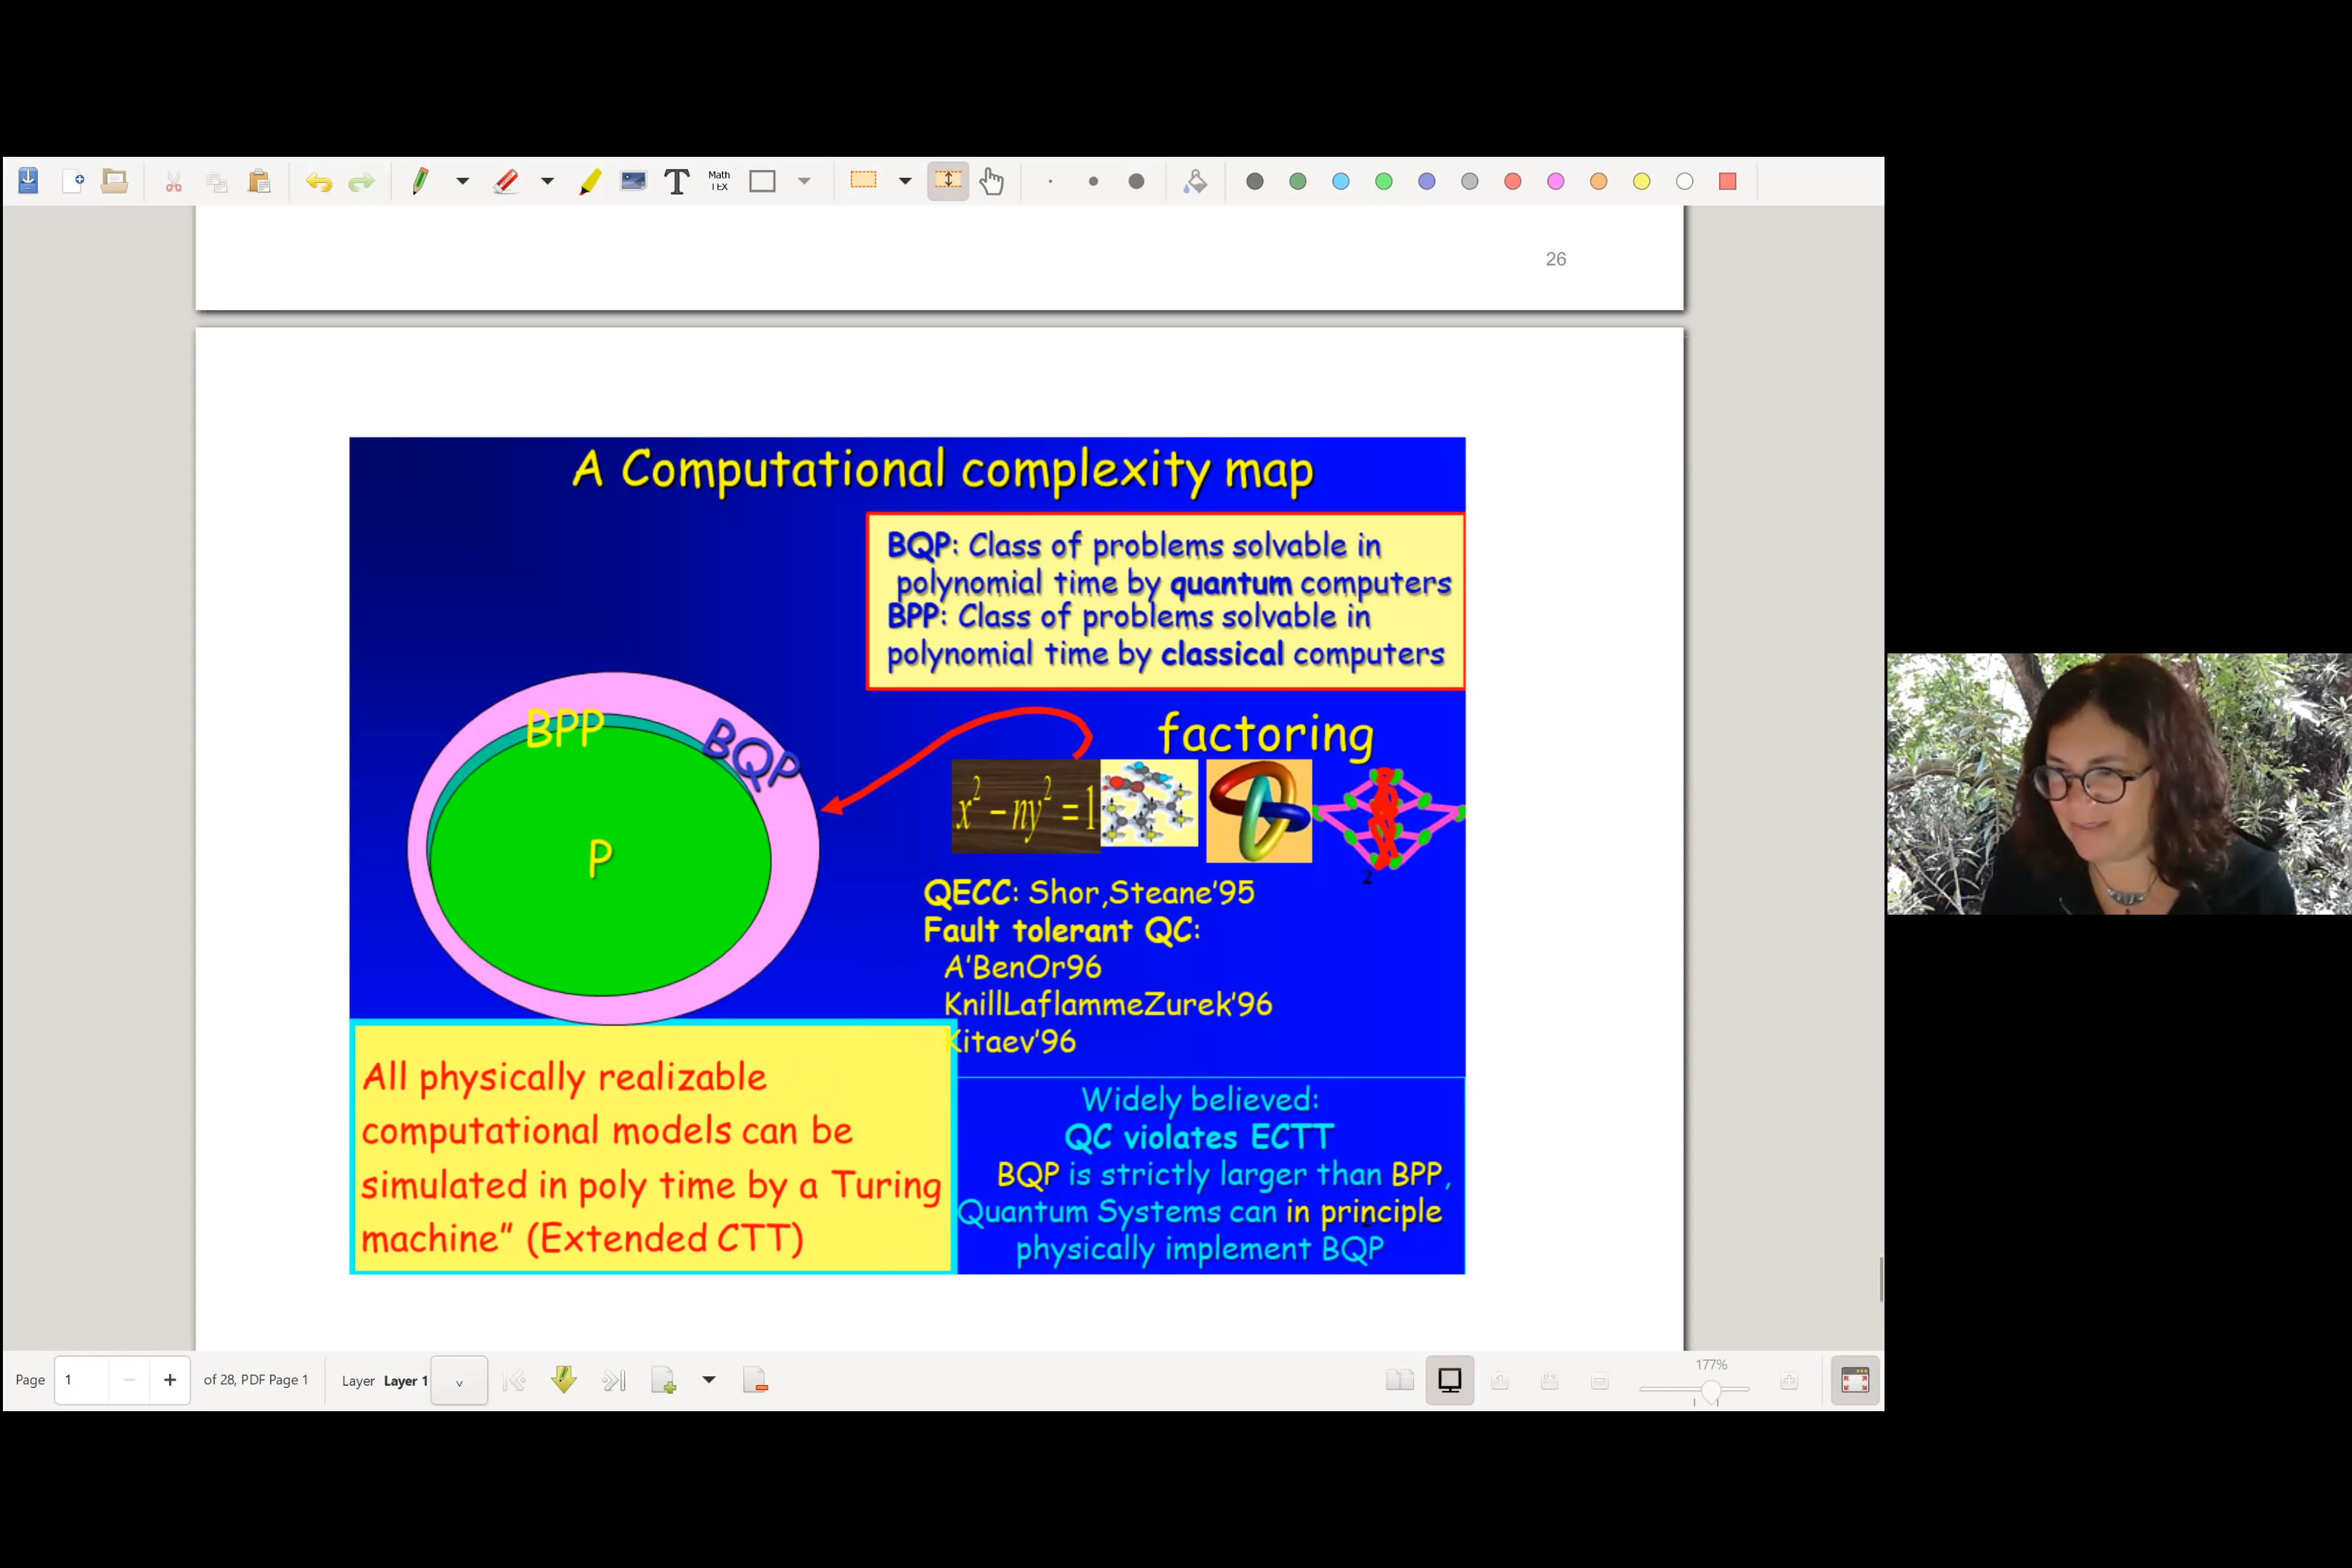 Math
TEX
26
A Computational complexity map
BQP: Class of problems solvable in
polynomial time by quantum computers
BPP: Class of problems solvable in
polynomial time by classical computers
BPP
BQP
P
factoring
x² – ny² = 1
2
QECC: Shor,Steane'95
Fault tolerant QC:
A'BenOr96
KnillLaflammeZurek'96
Kitaev'96
All physically realizable
computational models can be
simulated in poly time by a Turing
machine” (Extended CTT)
Widely believed:
QC violates ECTT
BQP is strictly larger than BPP,
Quantum Systems can in principle
physically implement BQP
Page 1 of 28, PDF Page 1 Layer Layer 1
177%